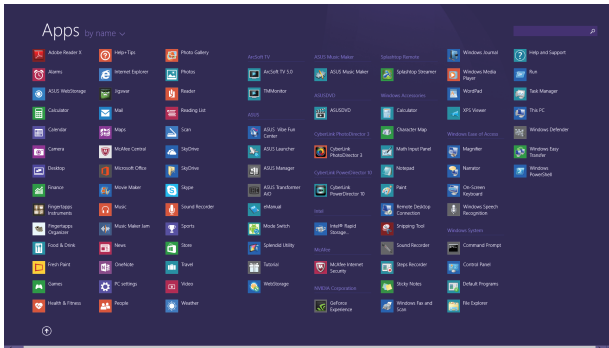 Apps by name
Adobe Reader X
Alarms
ASUS WebStorage
Calculator
Calendar
Camera
Desktop
Finance
Fingertapps
Instruments
Fingertapps
Organizer
Food & Drink
Fresh Paint
Games
Health & Fitness
Help+Tips
Internet Explorer
Jigsaw
Mail
Maps
McAfee Central
Microsoft Office
Movie Maker
Music
Music Maker Jam
News
OneNote
PC settings
People
Photo Gallery
Photos
Reader
Reading List
Scan
SkyDrive
SkyDrive
Skype
Sound Recorder
Sports
Store
Travel
Video
Weather
ArcSoft TV
ArcSoft TV 5.0
TMMonitor
ASUS
ASUS Vibe Fun
Center
ASUS Launcher
ASUS Manager
ASUS Transformer
AiO
eManual
Mode Switch
Splendid Utility
Tutorial
WebStorage
ASUS Music Maker
ASUS Music Maker
ASUSDVD
ASUSDVD
CyberLink PhotoDirector 3
CyberLink
PhotoDirector 3
CyberLink PowerDirector 10
CyberLink
PowerDirector 10
Intel
Intel® Rapid
Storage...
McAfee
McAfee Internet
Security
NVIDIA Corporation
GeForce
Experience
Splashtop Remote
Splashtop Streamer
Windows Accessories
Calculator
Character Map
Math Input Panel
Notepad
Paint
Remote Desktop
Connection
Snipping Tool
Sound Recorder
Steps Recorder
Sticky Notes
Windows Fax and
Scan
Windows Journal
Windows Media
Player
WordPad
XPS Viewer
Windows Ease of Access
Magnifier
Narrator
On-Screen
Keyboard
Windows Speech
Recognition
Windows System
Command Prompt
Control Panel
Default Programs
File Explorer
Help and Support
Run
Task Manager
This PC
Windows Defender
Windows Easy
Transfer
Windows
PowerShell